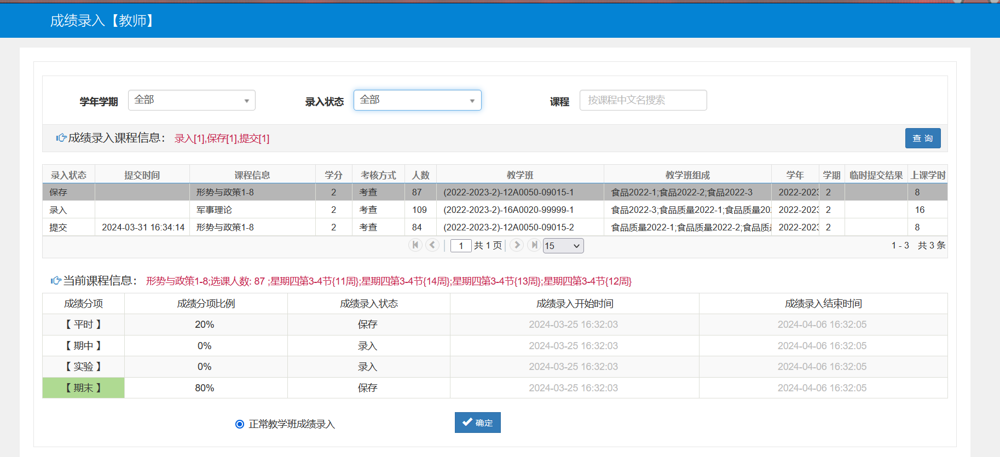 成绩录入【教师】
学年学期 全部 录入状态 全部 课程 按课程中文名搜索
成绩录入课程信息： 录入[1],保存[1],提交[1] 查 询
录入状态 提交时间 课程信息 学分 考核方式 人数 教学班 教学班组成 学年 学期 临时提交结果 上课学时
保存 形势与政策1-8 2 考查 87 (2022-2023-2)-12A0050-09015-1 食品2022-1;食品2022-2;食品2022-3 2022-2023 2 8
录入 军事理论 2 考查 109 (2022-2023-2)-16A0020-99999-1 食品2022-3;食品质量2022-1;食品质量20 2022-2023 2 16
提交 2024-03-31 16:34:14 形势与政策1-8 2 考查 84 (2022-2023-2)-12A0050-09015-2 食品质量2022-1;食品质量2022-2;食品质 2022-2023 2 8
1 共 1 页 15 1 - 3 共 3 条
当前课程信息： 形势与政策1-8;选课人数: 87 ;星期四第3-4节{11周};星期四第3-4节{14周};星期四第3-4节{13周};星期四第3-4节{12周}
成绩分项 成绩分项比例 成绩录入状态 成绩录入开始时间 成绩录入结束时间
【 平时 】 20% 保存 2024-03-25 16:32:03 2024-04-06 16:32:05
【 期中 】 0% 录入 2024-03-25 16:32:03 2024-04-06 16:32:05
【 实验 】 0% 录入 2024-03-25 16:32:03 2024-04-06 16:32:05
【 期末 】 80% 保存 2024-03-25 16:32:03 2024-04-06 16:32:05
正常教学班成绩录入 确定